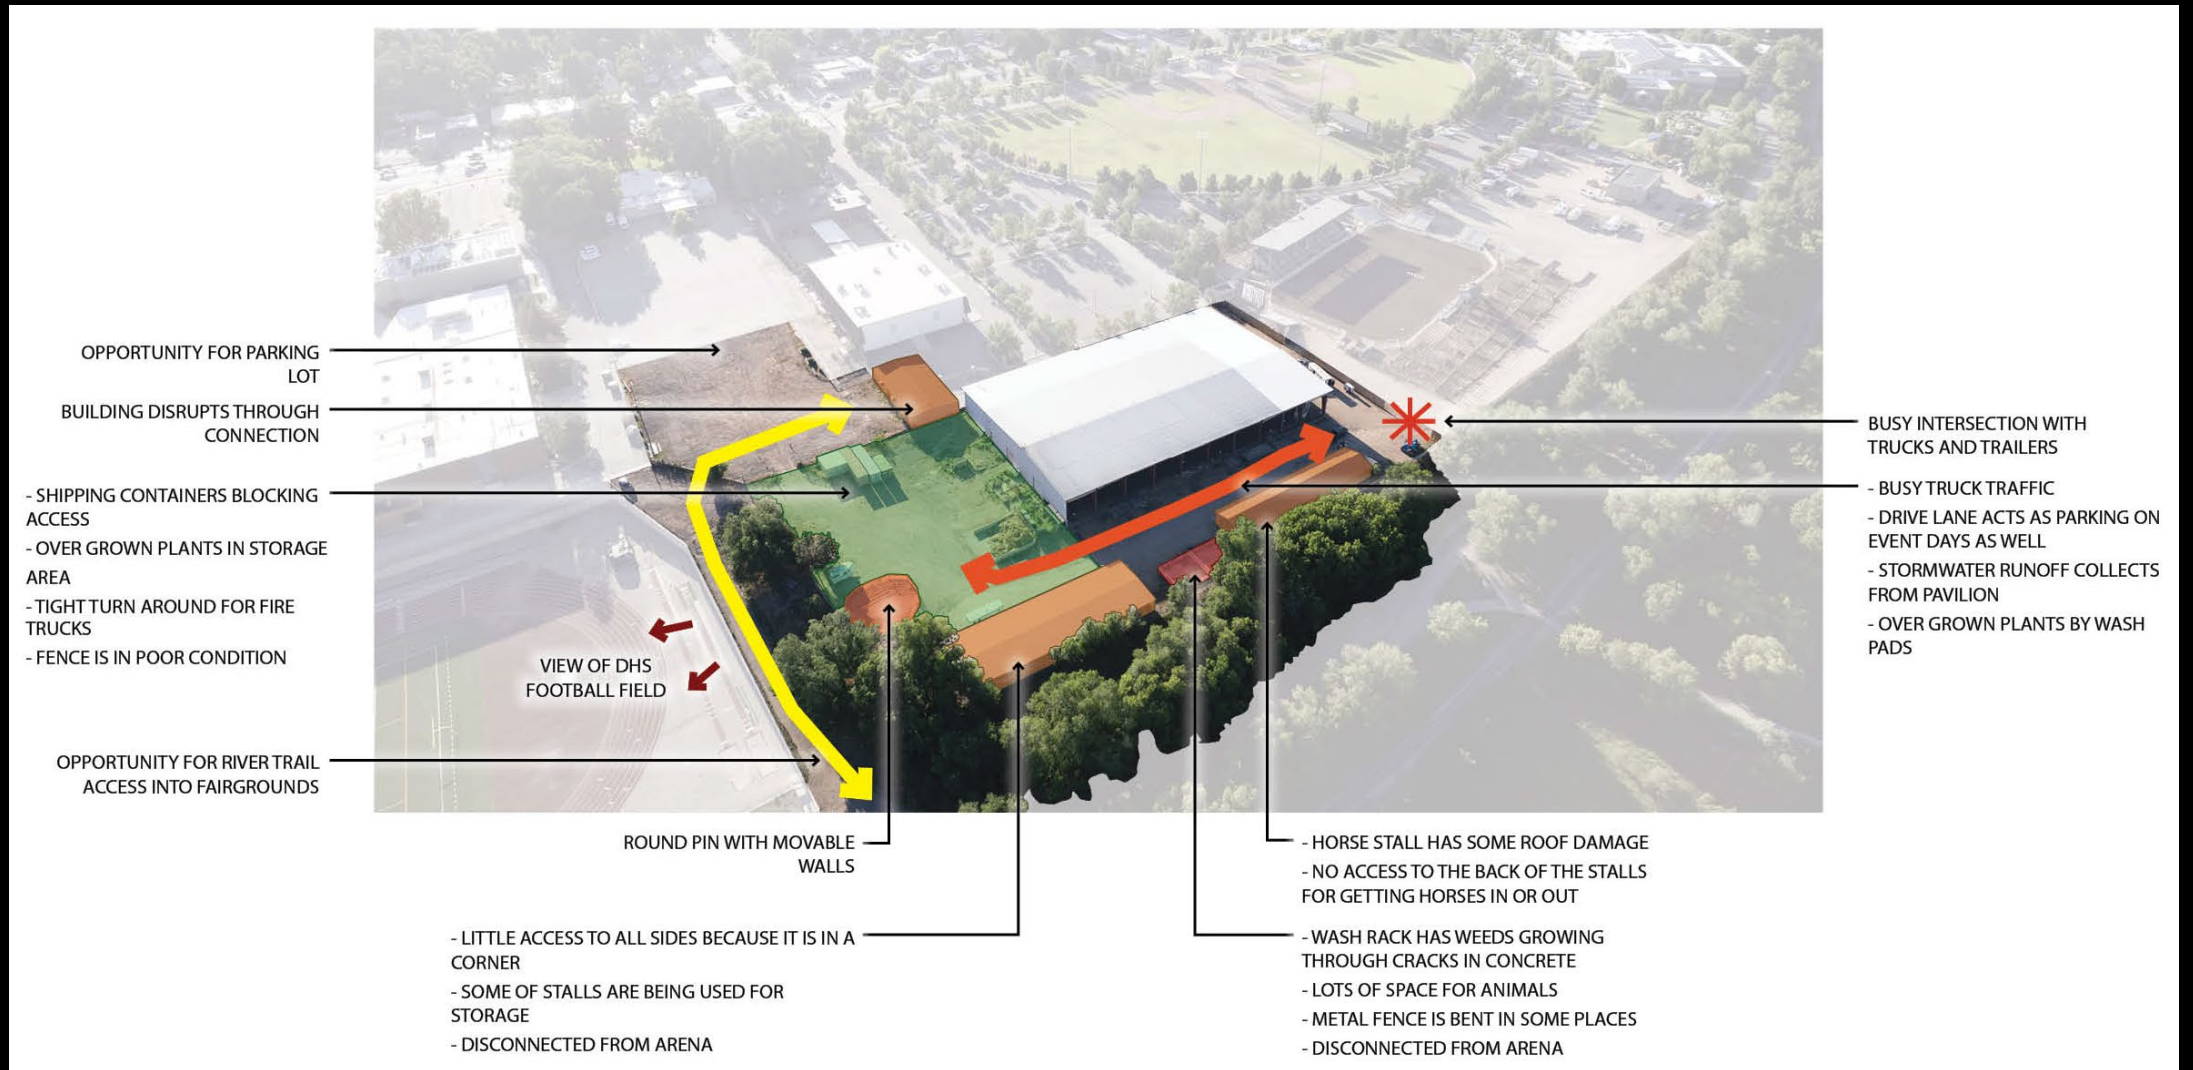 OPPORTUNITY FOR PARKING
LOT
BUILDING DISRUPTS THROUGH
CONNECTION
- SHIPPING CONTAINERS BLOCKING
ACCESS
- OVER GROWN PLANTS IN STORAGE
AREA
- TIGHT TURN AROUND FOR FIRE
TRUCKS
- FENCE IS IN POOR CONDITION
VIEW OF DHS
FOOTBALL FIELD
OPPORTUNITY FOR RIVER TRAIL
ACCESS INTO FAIRGROUNDS
BUSY INTERSECTION WITH
TRUCKS AND TRAILERS
- BUSY TRUCK TRAFFIC
- DRIVE LANE ACTS AS PARKING ON
EVENT DAYS AS WELL
- STORMWATER RUNOFF COLLECTS
FROM PAVILION
- OVER GROWN PLANTS BY WASH
PADS
ROUND PIN WITH MOVABLE
WALLS
- LITTLE ACCESS TO ALL SIDES BECAUSE IT IS IN A
CORNER
- SOME OF STALLS ARE BEING USED FOR
STORAGE
- DISCONNECTED FROM ARENA
- HORSE STALL HAS SOME ROOF DAMAGE
- NO ACCESS TO THE BACK OF THE STALLS
FOR GETTING HORSES IN OR OUT
- WASH RACK HAS WEEDS GROWING
THROUGH CRACKS IN CONCRETE
- LOTS OF SPACE FOR ANIMALS
- METAL FENCE IS BENT IN SOME PLACES
- DISCONNECTED FROM ARENA